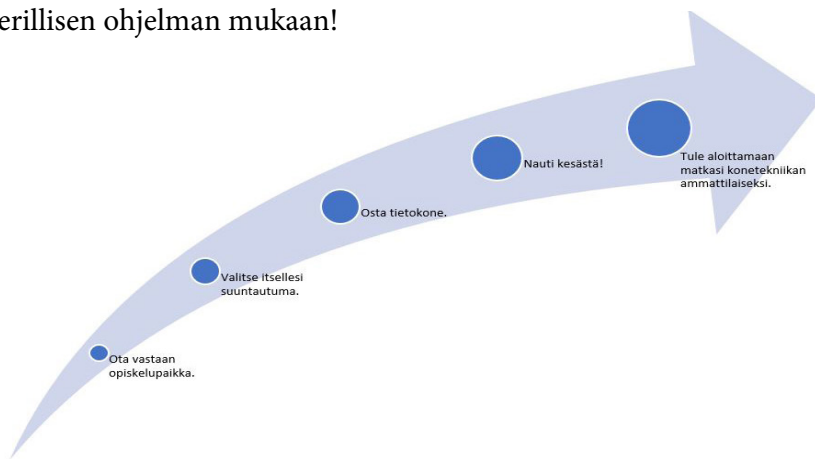 erillisen ohjelman mukaan!
Ota vastaan
opiskelupaikka.
Valitse itsellesi
suuntautuma.
Osta tietokone.
Nauti kesästä!
Tule aloittamaan
matkasi konetekniikan
ammattilaiseksi.